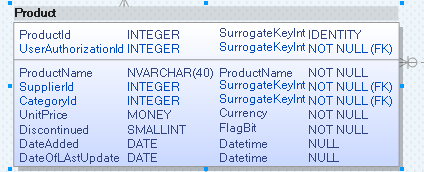 Product
ProductId INTEGER SurrogateKeyInt IDENTITY
UserAuthorizationId INTEGER SurrogateKeyInt NOT NULL (FK)
ProductName NVARCHAR(40) ProductName NOT NULL
SupplierId INTEGER SurrogateKeyInt NOT NULL (FK)
CategoryId INTEGER SurrogateKeyInt NOT NULL (FK)
UnitPrice MONEY Currency NOT NULL
Discontinued SMALLINT FlagBit NOT NULL
DateAdded DATE Datetime NULL
DateOfLAstUpdate DATE Datetime NULL